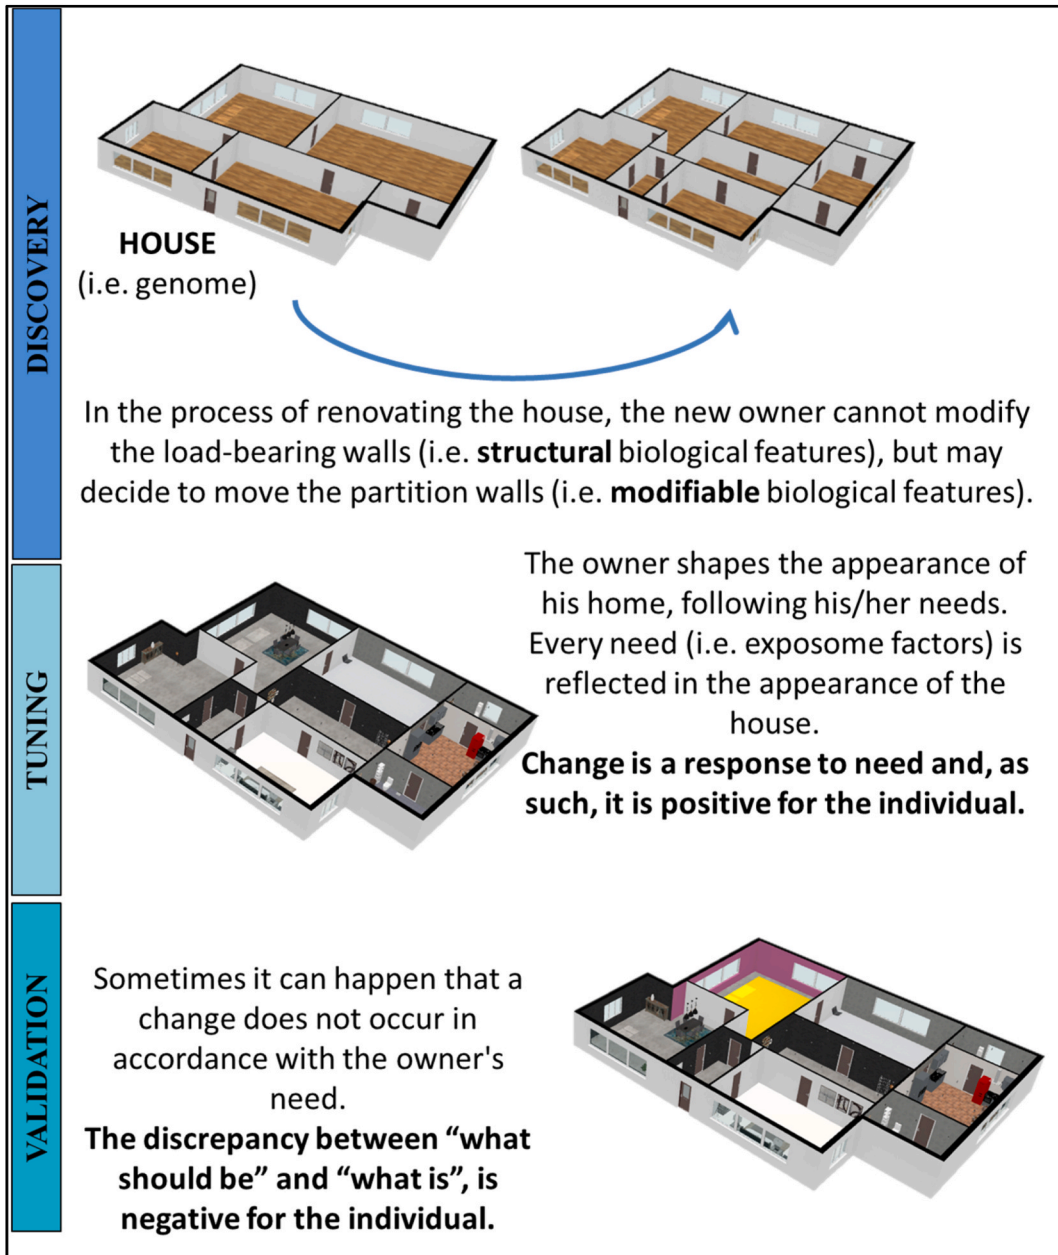 DISCOVERY
HOUSE
(i.e. genome)
In the process of renovating the house, the new owner cannot modify
the load-bearing walls (i.e. structural biological features), but may
decide to move the partition walls (i.e. modifiable biological features).
TUNING
The owner shapes the appearance of
his home, following his/her needs.
Every need (i.e. exposome factors) is
reflected in the appearance of the
house.
Change is a response to need and, as
such, it is positive for the individual.
VALIDATION
Sometimes it can happen that a
change does not occur in
accordance with the owner's
need.
The discrepancy between “what
should be” and “what is”, is
negative for the individual.